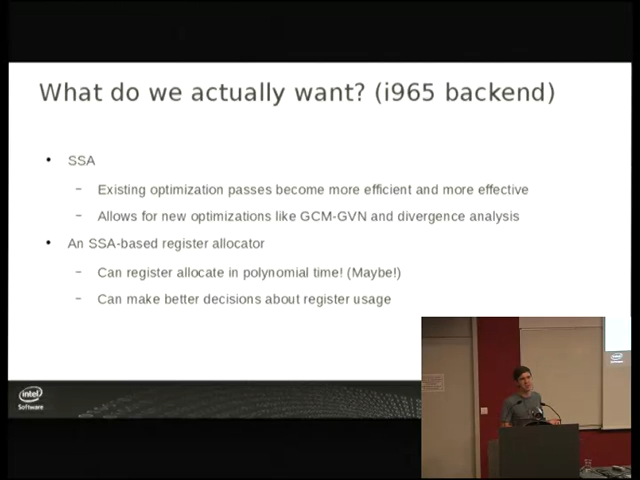 What do we actually want? (i965 backend)
• SSA
– Existing optimization passes become more efficient and more effective
– Allows for new optimizations like GCM-GVN and divergence analysis
• An SSA-based register allocator
– Can register allocate in polynomial time! (Maybe!)
– Can make better decisions about register usage
intel
Software
intel